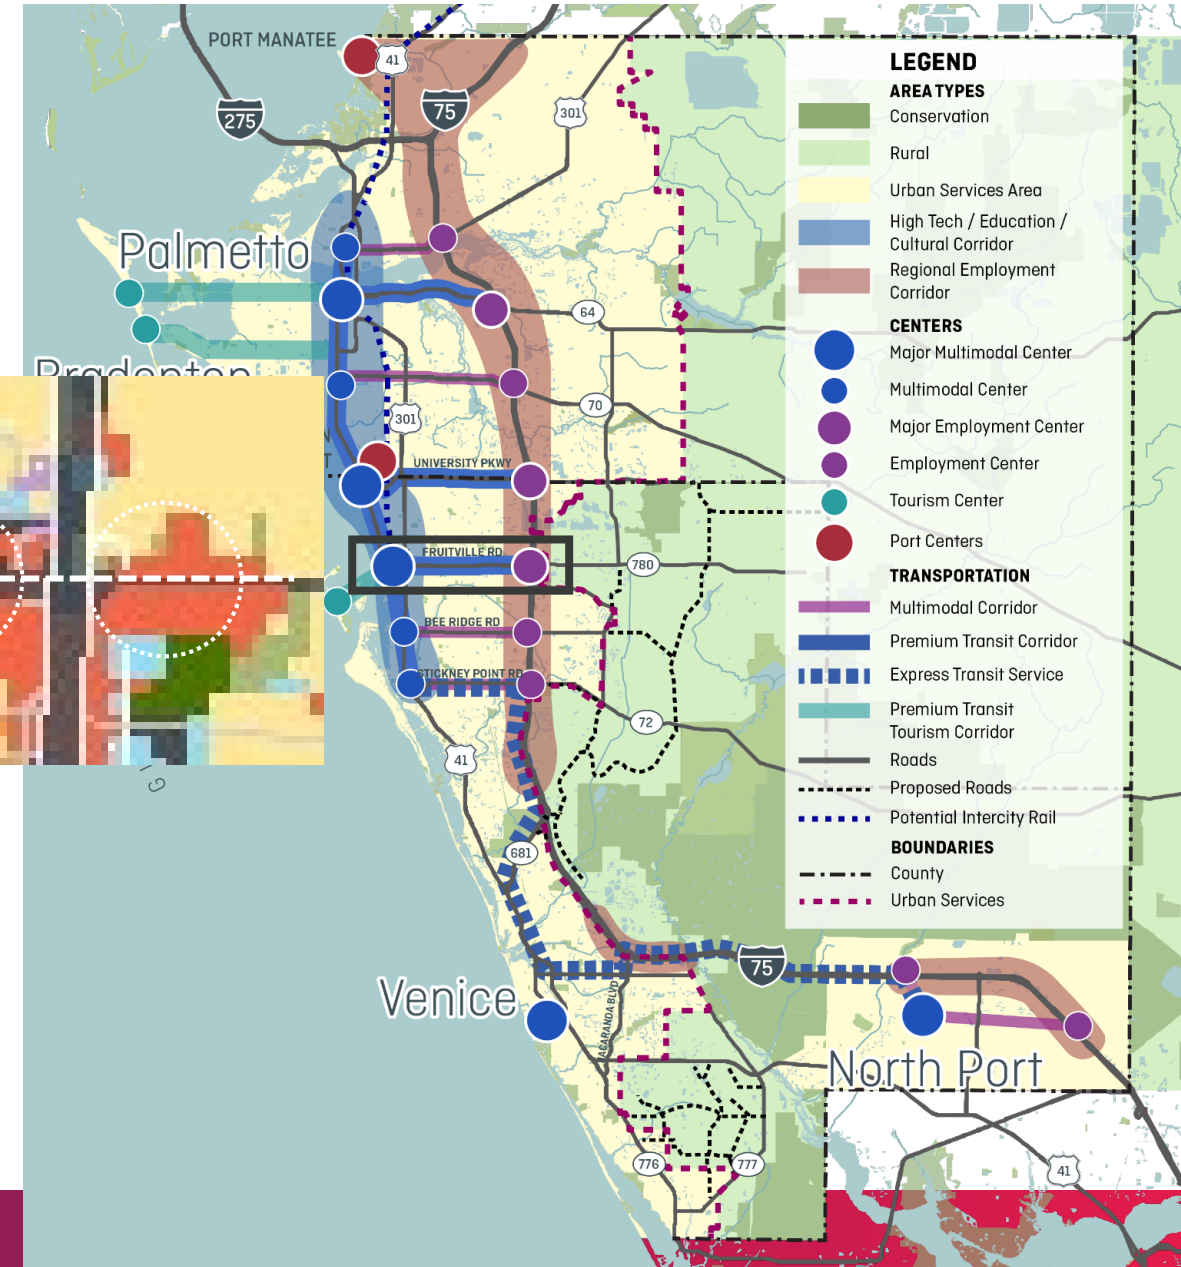 PORT MANATEE
41
275
75
301
Palmetto
64
Bradenton
301
70
UNIVERSITY PKWY
FRUITVILLE RD
780
BEE RIDGE RD
STICKNEY POINT RD
72
41
681
75
Venice
JACARANDA BLVD
North Port
776
777
41
LEGEND
AREA TYPES
Conservation
Rural
Urban Services Area
High Tech / Education /
Cultural Corridor
Regional Employment
Corridor
CENTERS
Major Multimodal Center
Multimodal Center
Major Employment Center
Employment Center
Tourism Center
Port Centers
TRANSPORTATION
Multimodal Corridor
Premium Transit Corridor
Express Transit Service
Premium Transit
Tourism Corridor
Roads
Proposed Roads
Potential Intercity Rail
BOUNDARIES
County
Urban Services